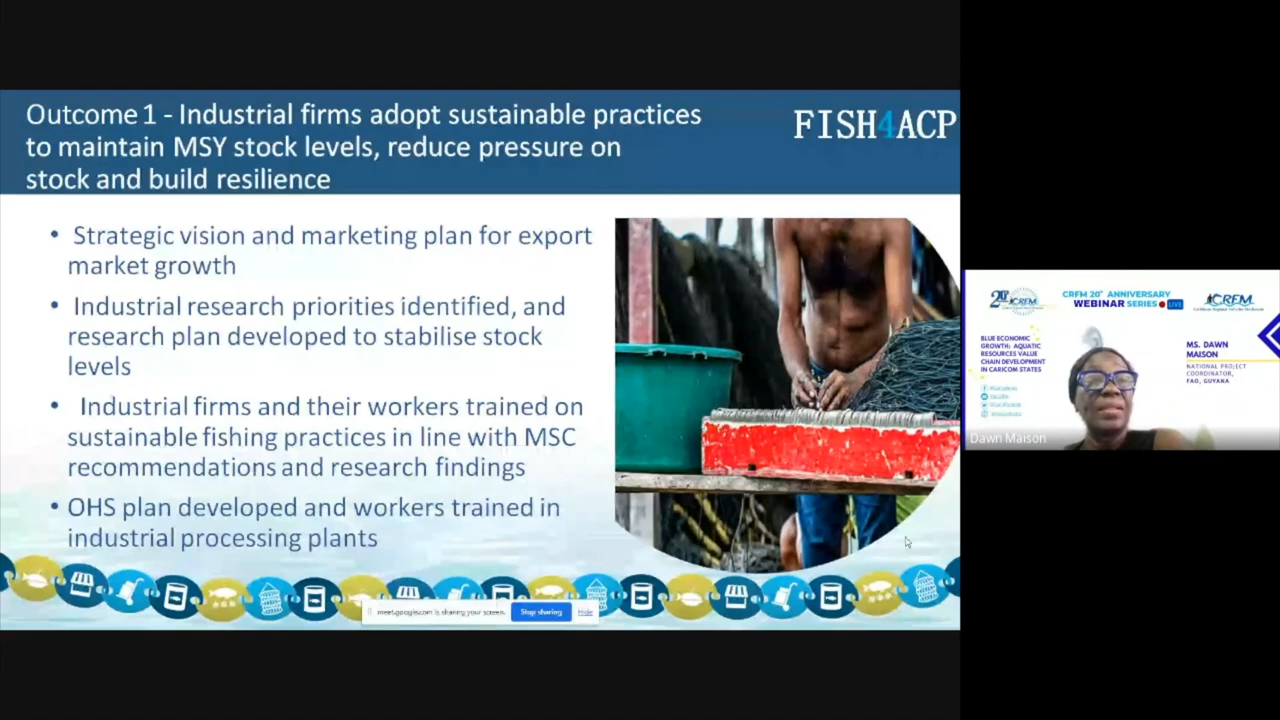 Outcome 1 - Industrial firms adopt sustainable practices
to maintain MSY stock levels, reduce pressure on
stock and build resilience
FISH4ACP
• Strategic vision and marketing plan for export
market growth
• Industrial research priorities identified, and
research plan developed to stabilise stock
levels
• Industrial firms and their workers trained on
sustainable fishing practices in line with MSC
recommendations and research findings
• OHS plan developed and workers trained in
industrial processing plants
meet.google.com is sharing your screen.
Stop sharing
Hide
CRFM 20th ANNIVERSARY
WEBINAR SERIES LIVE
CRFM
BLUE ECONOMIC
GROWTH: AQUATIC
RESOURCES VALUE
CHAIN DEVELOPMENT
IN CARICOM STATES
MS. DAWN
MAISON
NATIONAL PROJECT
COORDINATOR,
FAO, GUYANA
Dawn Maison